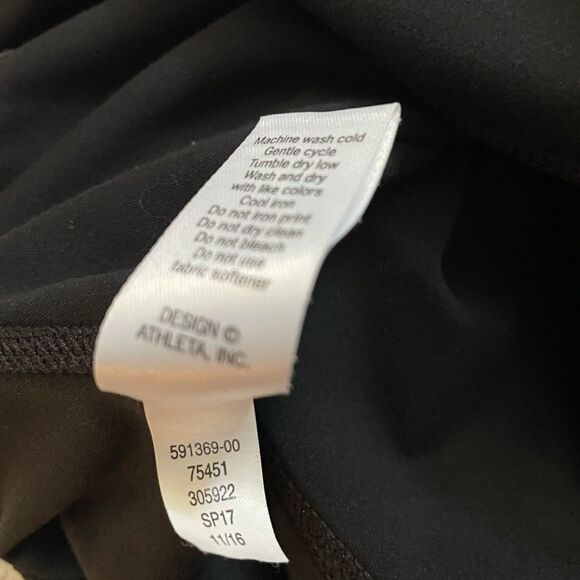 Machine wash cold
Gentle cycle
Tumble dry low
Wash and dry
with like colors
Cool iron
Do not iron print
Do not dry clean
Do not bleach
Do not use
fabric softener
DESIGN ©
ATHLETA, INC.
591369-00
75451
305922
SP17
11/16